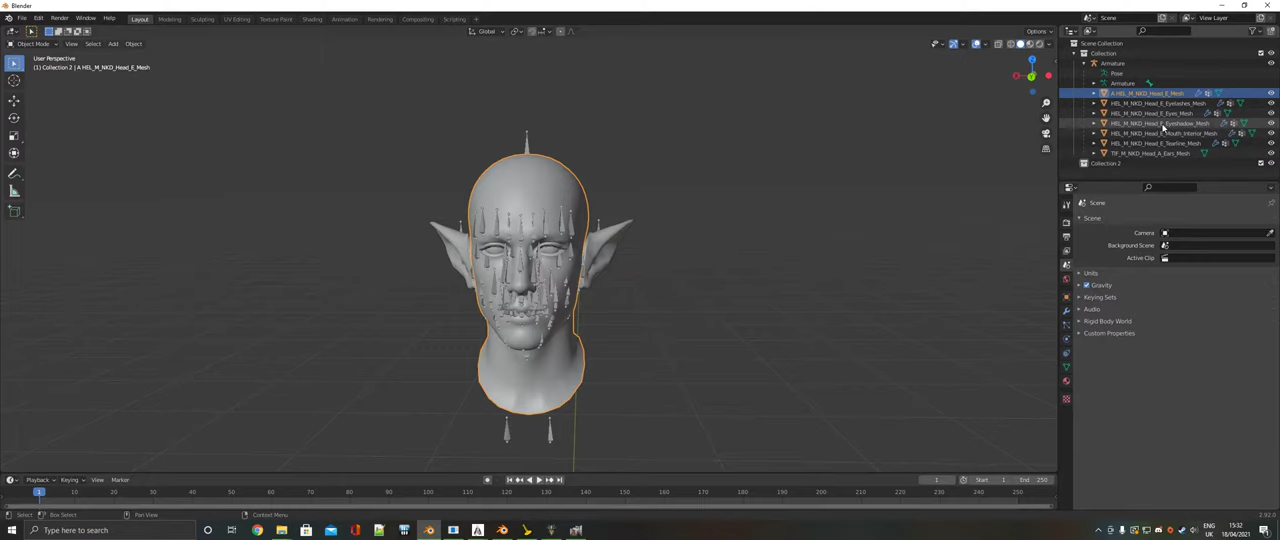 Blender
File Edit Render Window Help Layout Modeling Sculpting UV Editing Texture Paint Shading Animation Rendering Compositing Scripting + Scene View Layer
Global Options
Object Mode View Select Add Object
User Perspective
(1) Collection 2 | A HEL_M_NKD_Head_E_Mesh
Z
Y
Scene Collection
Collection
Armature
Pose
Armature
A HEL_M_NKD_Head_E_Mesh
HEL_M_NKD_Head_E_Eyelashes_Mesh
HEL_M_NKD_Head_E_Eyes_Mesh
HEL_M_NKD_Head_E_Eyeshadow_Mesh
HEL_M_NKD_Head_E_Mouth_Interior_Mesh
HEL_M_NKD_Head_E_Tearline_Mesh
TIF_M_NKD_Head_A_Ears_Mesh
Collection 2
Scene
Scene
Camera
Background Scene
Active Clip
Units
Gravity
Keying Sets
Audio
Rigid Body World
Custom Properties
Playback Keying View Marker 1 Start 1 End 250
1 10 20 30 40 50 60 70 80 90 100 110 120 130 140 150 160 170 180 190 200 210 220 230 240 250
Select Box Select Pan View Context Menu 2.92.0
Type here to search
ENG
UK
15:32
18/04/2021